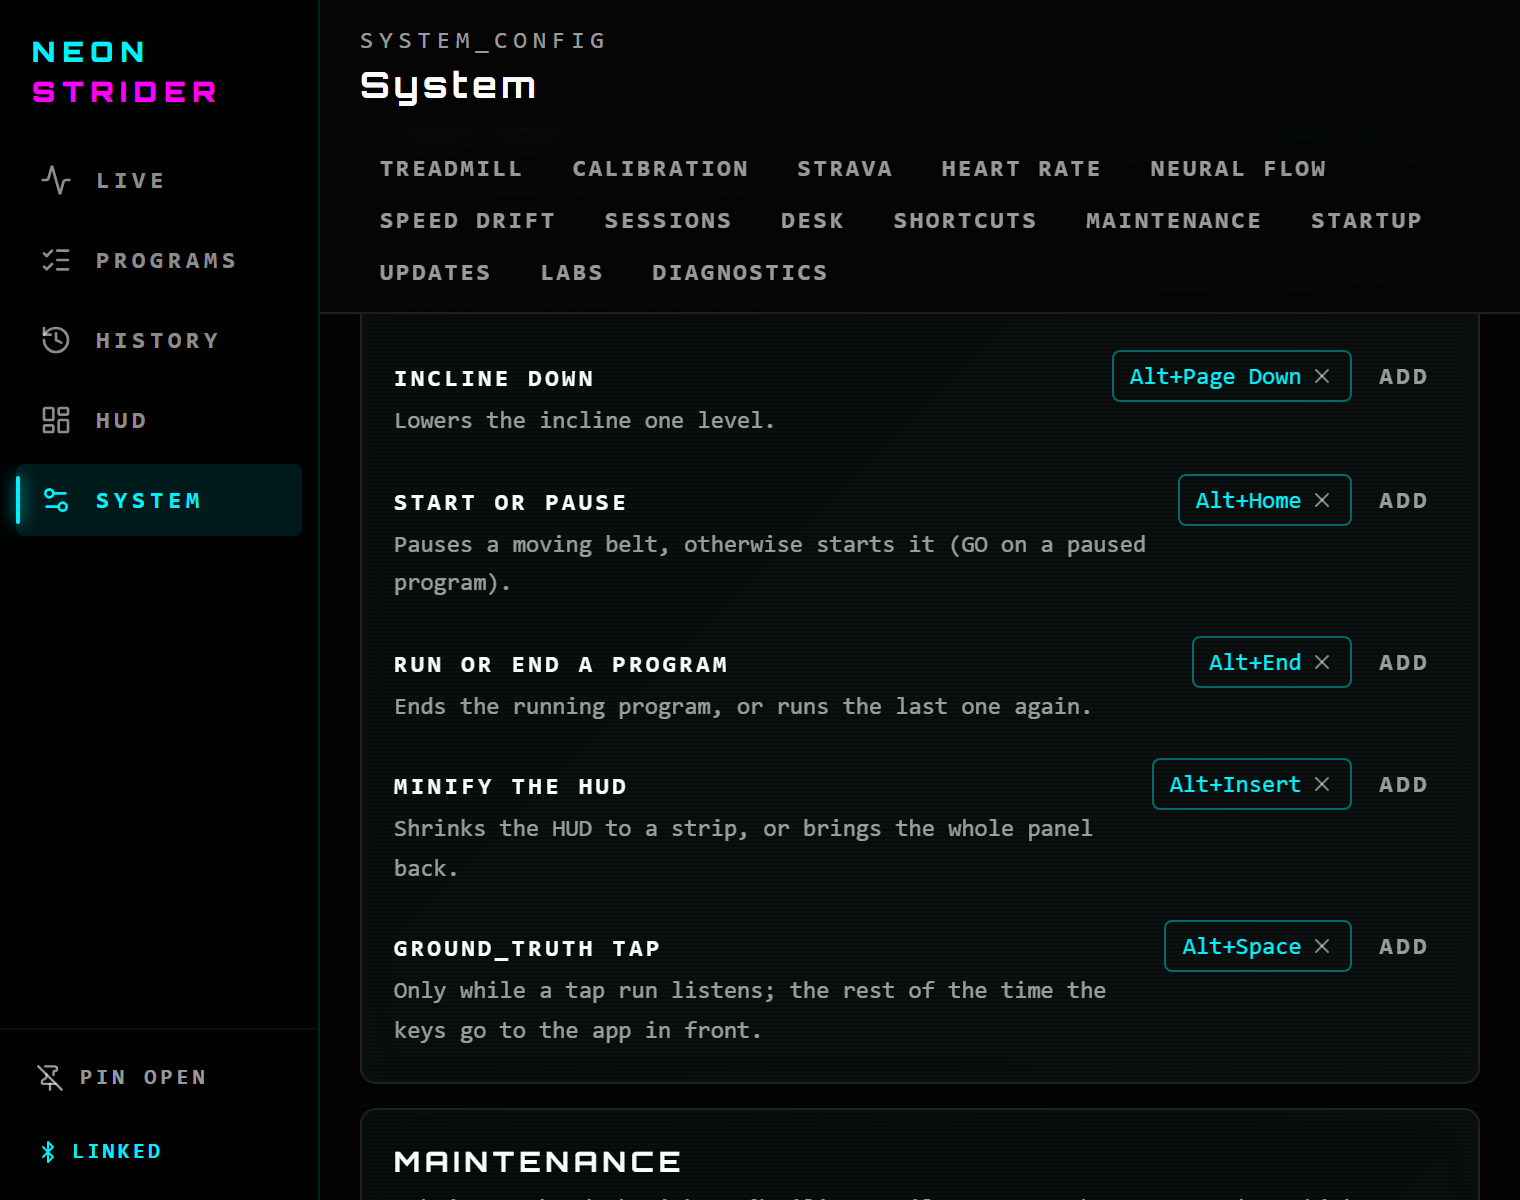 NEON
STRIDER
LIVE
PROGRAMS
HISTORY
HUD
SYSTEM
PIN OPEN
LINKED
SYSTEM_CONFIG
System
TREADMILL CALIBRATION STRAVA HEART RATE NEURAL FLOW
SPEED DRIFT SESSIONS DESK SHORTCUTS MAINTENANCE STARTUP
UPDATES LABS DIAGNOSTICS
INCLINE DOWN Alt+Page Down × ADD
Lowers the incline one level.
START OR PAUSE Alt+Home × ADD
Pauses a moving belt, otherwise starts it (GO on a paused
program).
RUN OR END A PROGRAM Alt+End × ADD
Ends the running program, or runs the last one again.
MINIFY THE HUD Alt+Insert × ADD
Shrinks the HUD to a strip, or brings the whole panel
back.
GROUND_TRUTH TAP Alt+Space × ADD
Only while a tap run listens; the rest of the time the
keys go to the app in front.
MAINTENANCE